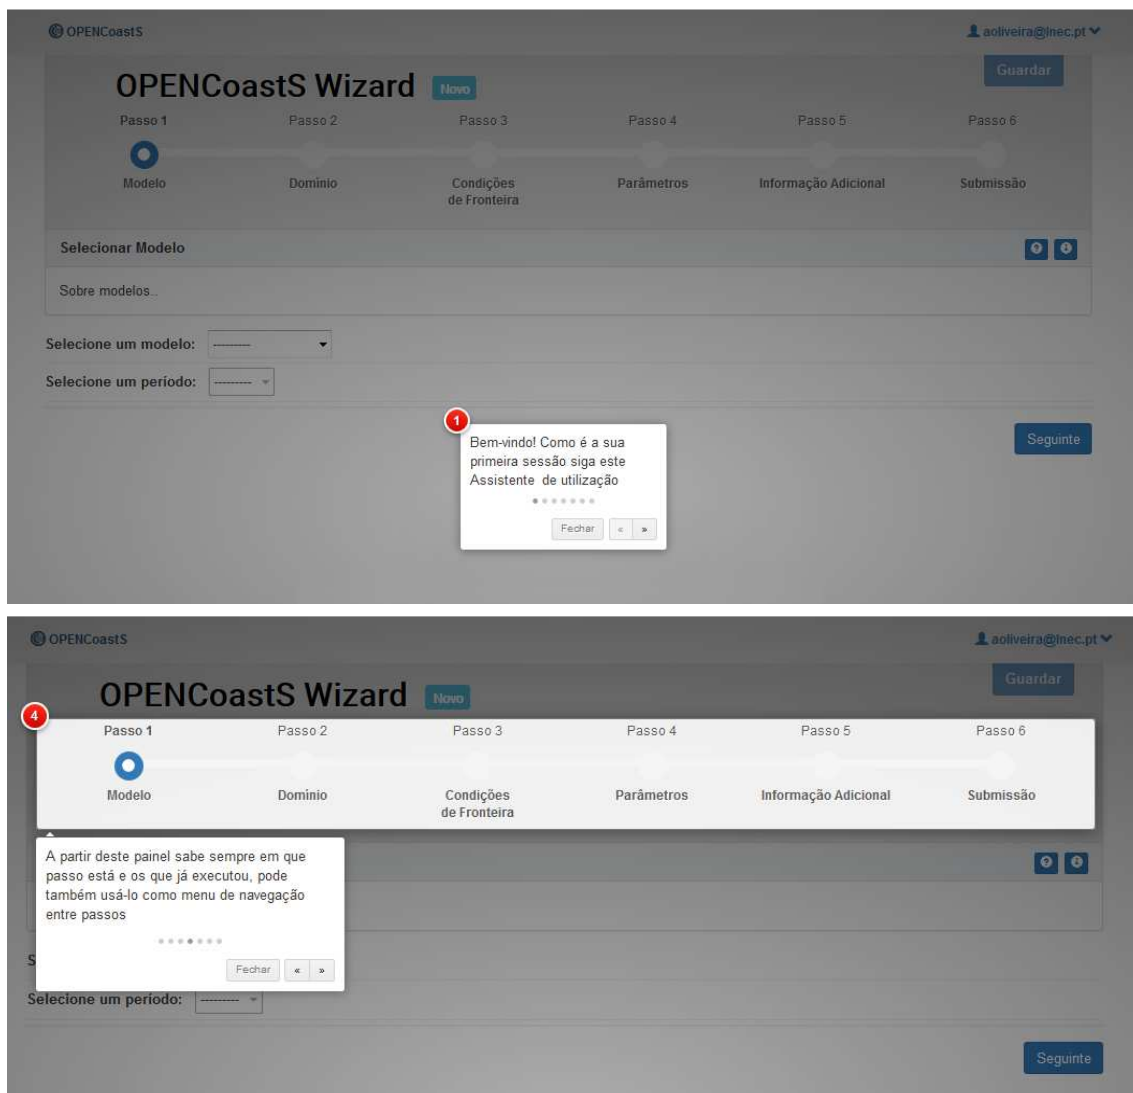 OPENCoastS
aoliveira@lnec.pt
Guardar
OPENCoastS Wizard Novo
Passo 1 Passo 2 Passo 3 Passo 4 Passo 5 Passo 6
Modelo Domínio Condições de Fronteira Parâmetros Informação Adicional Submissão
Selecionar Modelo
Sobre modelos..
Selecione um modelo: ---------
Selecione um período: ---------
1
Bem-vindo! Como é a sua
primeira sessão siga este
Assistente de utilização
Fechar « »
Seguinte
OPENCoastS
aoliveira@lnec.pt
Guardar
OPENCoastS Wizard Novo
4
Passo 1 Passo 2 Passo 3 Passo 4 Passo 5 Passo 6
Modelo Domínio Condições de Fronteira Parâmetros Informação Adicional Submissão
A partir deste painel sabe sempre em que
passo está e os que já executou, pode
também usá-lo como menu de navegação
entre passos
Fechar « »
S
Selecione um período: ---------
Seguinte